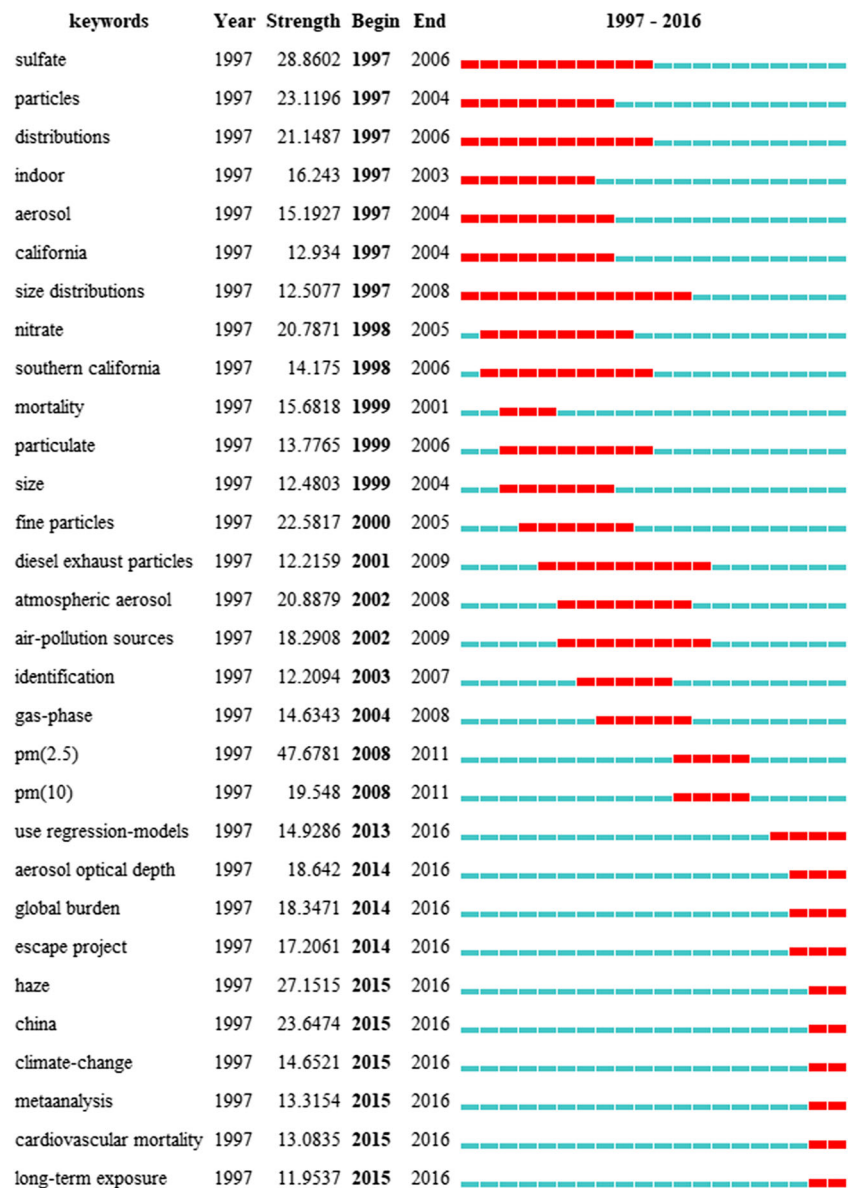 keywords Year Strength Begin End 1997 - 2016
sulfate 1997 28.8602 1997 2006
particles 1997 23.1196 1997 2004
distributions 1997 21.1487 1997 2006
indoor 1997 16.243 1997 2003
aerosol 1997 15.1927 1997 2004
california 1997 12.934 1997 2004
size distributions 1997 12.5077 1997 2008
nitrate 1997 20.7871 1998 2005
southern california 1997 14.175 1998 2006
mortality 1997 15.6818 1999 2001
particulate 1997 13.7765 1999 2006
size 1997 12.4803 1999 2004
fine particles 1997 22.5817 2000 2005
diesel exhaust particles 1997 12.2159 2001 2009
atmospheric aerosol 1997 20.8879 2002 2008
air-pollution sources 1997 18.2908 2002 2009
identification 1997 12.2094 2003 2007
gas-phase 1997 14.6343 2004 2008
pm(2.5) 1997 47.6781 2008 2011
pm(10) 1997 19.548 2008 2011
use regression-models 1997 14.9286 2013 2016
aerosol optical depth 1997 18.642 2014 2016
global burden 1997 18.3471 2014 2016
escape project 1997 17.2061 2014 2016
haze 1997 27.1515 2015 2016
china 1997 23.6474 2015 2016
climate-change 1997 14.6521 2015 2016
metaanalysis 1997 13.3154 2015 2016
cardiovascular mortality 1997 13.0835 2015 2016
long-term exposure 1997 11.9537 2015 2016